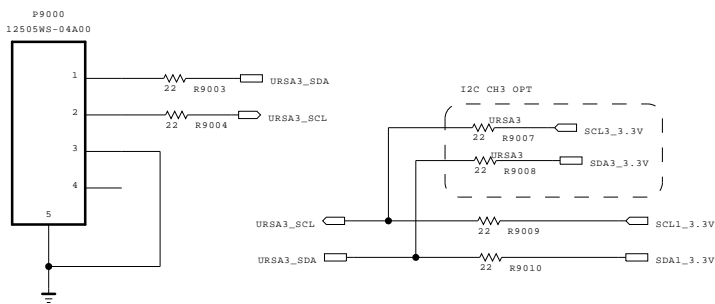 P9000
12505WS-04A00
1
22
R9003
URSA3_SDA
2
22
R9004
URSA3_SCL
3
4
5
I2C CH3 OPT
URSA3
22
R9007
SCL3_3.3V
URSA3
22
R9008
SDA3_3.3V
URSA3_SCL
22
R9009
SCL1_3.3V
URSA3_SDA
22
R9010
SDA1_3.3V